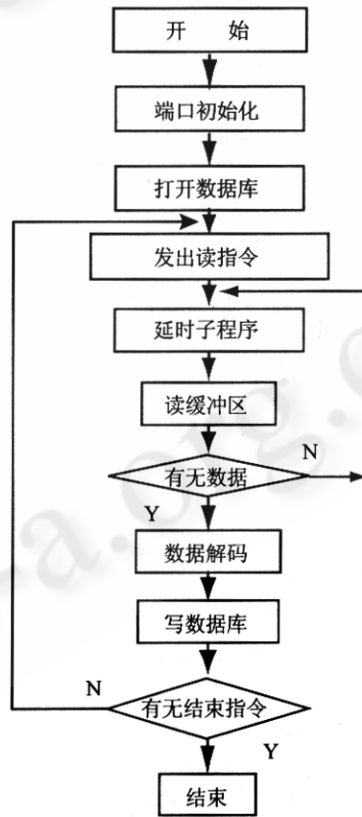 开 始
端口初始化
打开数据库
发出读指令
延时子程序
读缓冲区
有无数据
N
Y
数据解码
写数据库
N
有无结束指令
Y
结束